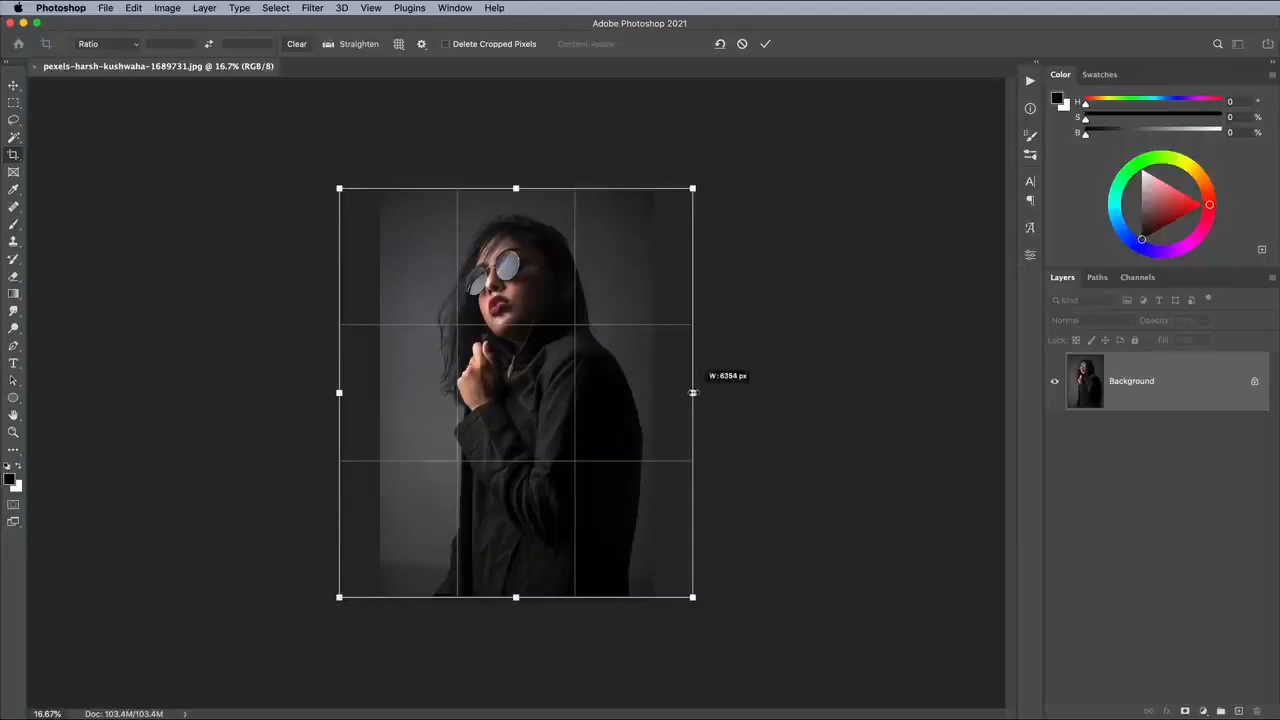 Photoshop File Edit Image Layer Type Select Filter 3D View Plugins Window Help
Adobe Photoshop 2021
Ratio Clear Straighten Delete Cropped Pixels Content-Aware
× pexels-harsh-kushwaha-1689731.jpg @ 16.7% (RGB/8)
Color Swatches
H 0 °
S 0 %
B 0 %
W : 6354 px
Layers Paths Channels
Kind
Normal Opacity: 100%
Lock: Fill: 100%
Background
16.67% Doc: 103.4M/103.4M